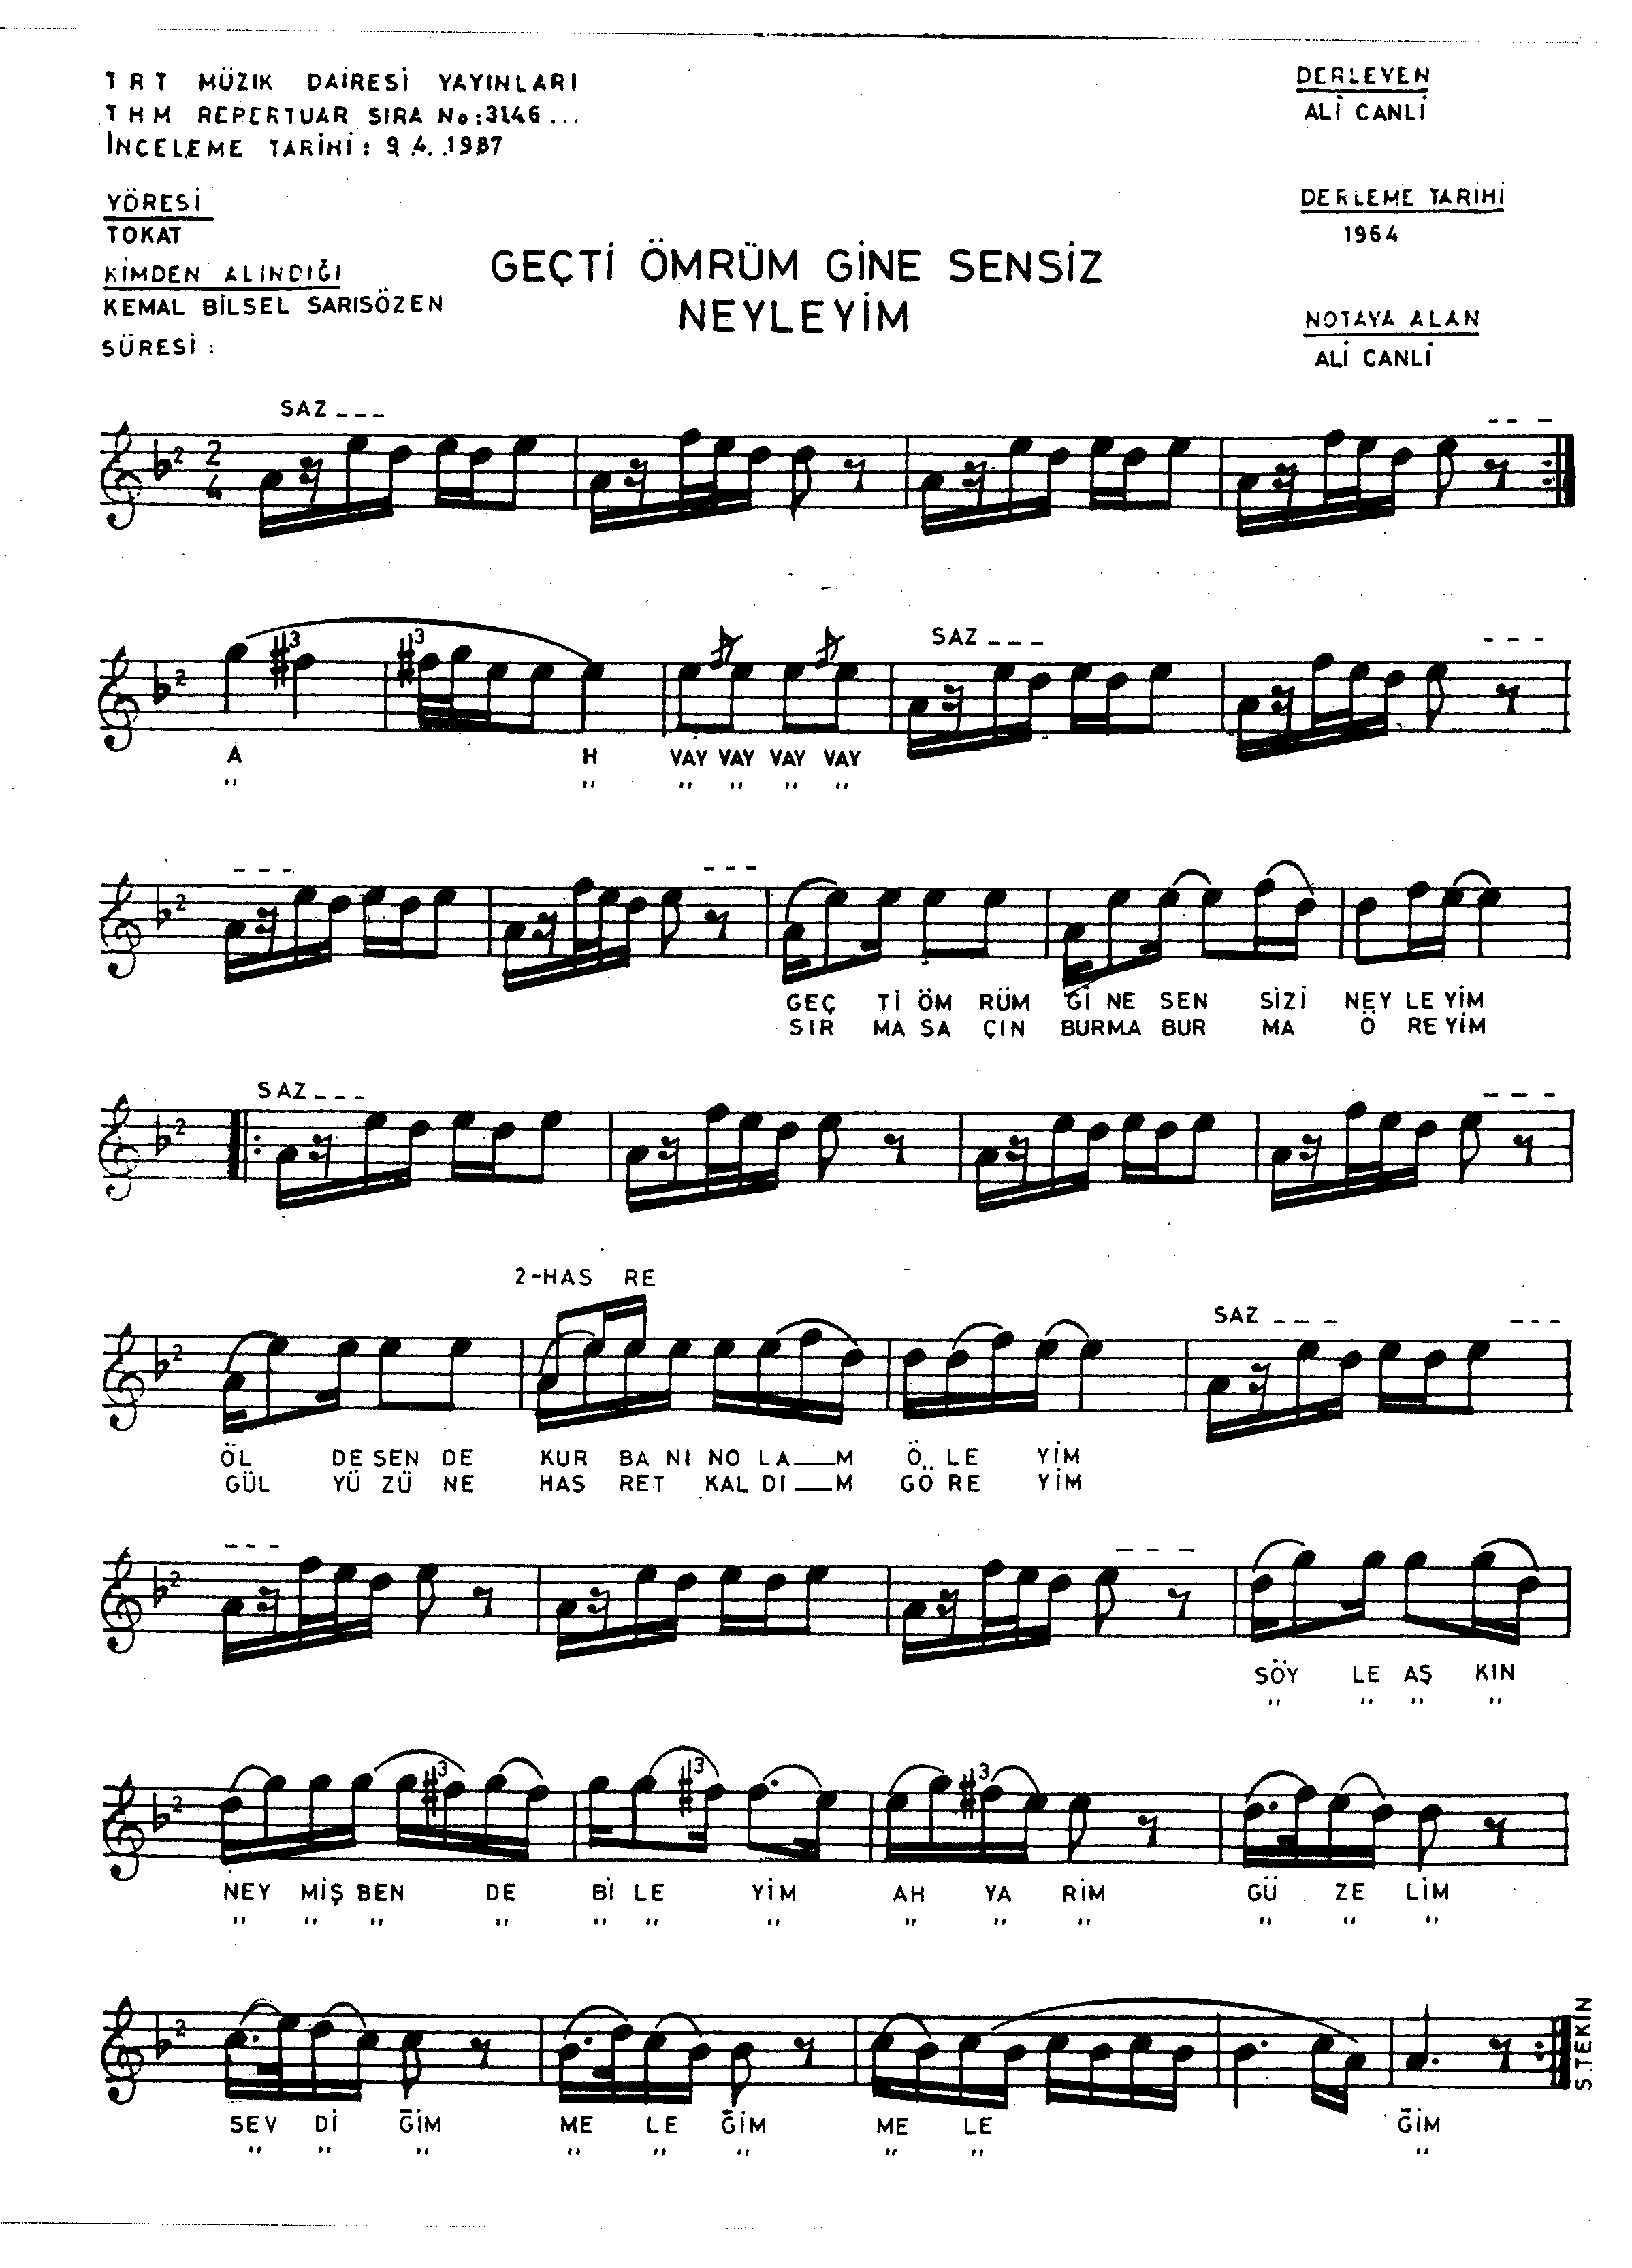 TRT MÜZİK DAİRESİ YAYINLARI
THM REPERTUAR SIRA No:3146...
İNCELEME TARİHİ: 9.4.1987
DERLEYEN
ALİ CANLİ
YÖRESİ
TOKAT
DERLEME TARİHİ
1964
KİMDEN ALINDIĞI
KEMAL BİLSEL SARISÖZEN
SÜRESİ:
GEÇTİ ÖMRÜM GİNE SENSİZ
NEYLEYİM
NOTAYA ALAN
ALİ CANLİ
SAZ _ _ _
SAZ _ _ _
A H VAY VAY VAY VAY
" " " " " "
GEÇ Tİ ÖM RÜM Gİ NE SEN SİZİ NEY LE YİM
SIR MA SA ÇIN BURMA BUR MA Ö RE YİM
SAZ _ _ _
2-HAS RE
SAZ _ _ _
ÖL DE SEN DE KUR BA NI NO LA__M Ö LE YİM
GÜL YÜ ZÜ NE HAS RET KAL DI__M GÖ RE YİM
SÖY LE AŞ KIN
" " " "
NEY MİŞ BEN DE Bİ LE YİM AH YA RİM GÜ ZE LİM
" " " " " " " " " " " " "
SEV Dİ ĞİM ME LE ĞİM ME LE ĞİM
" " " " " " " " "
S.TEKİN